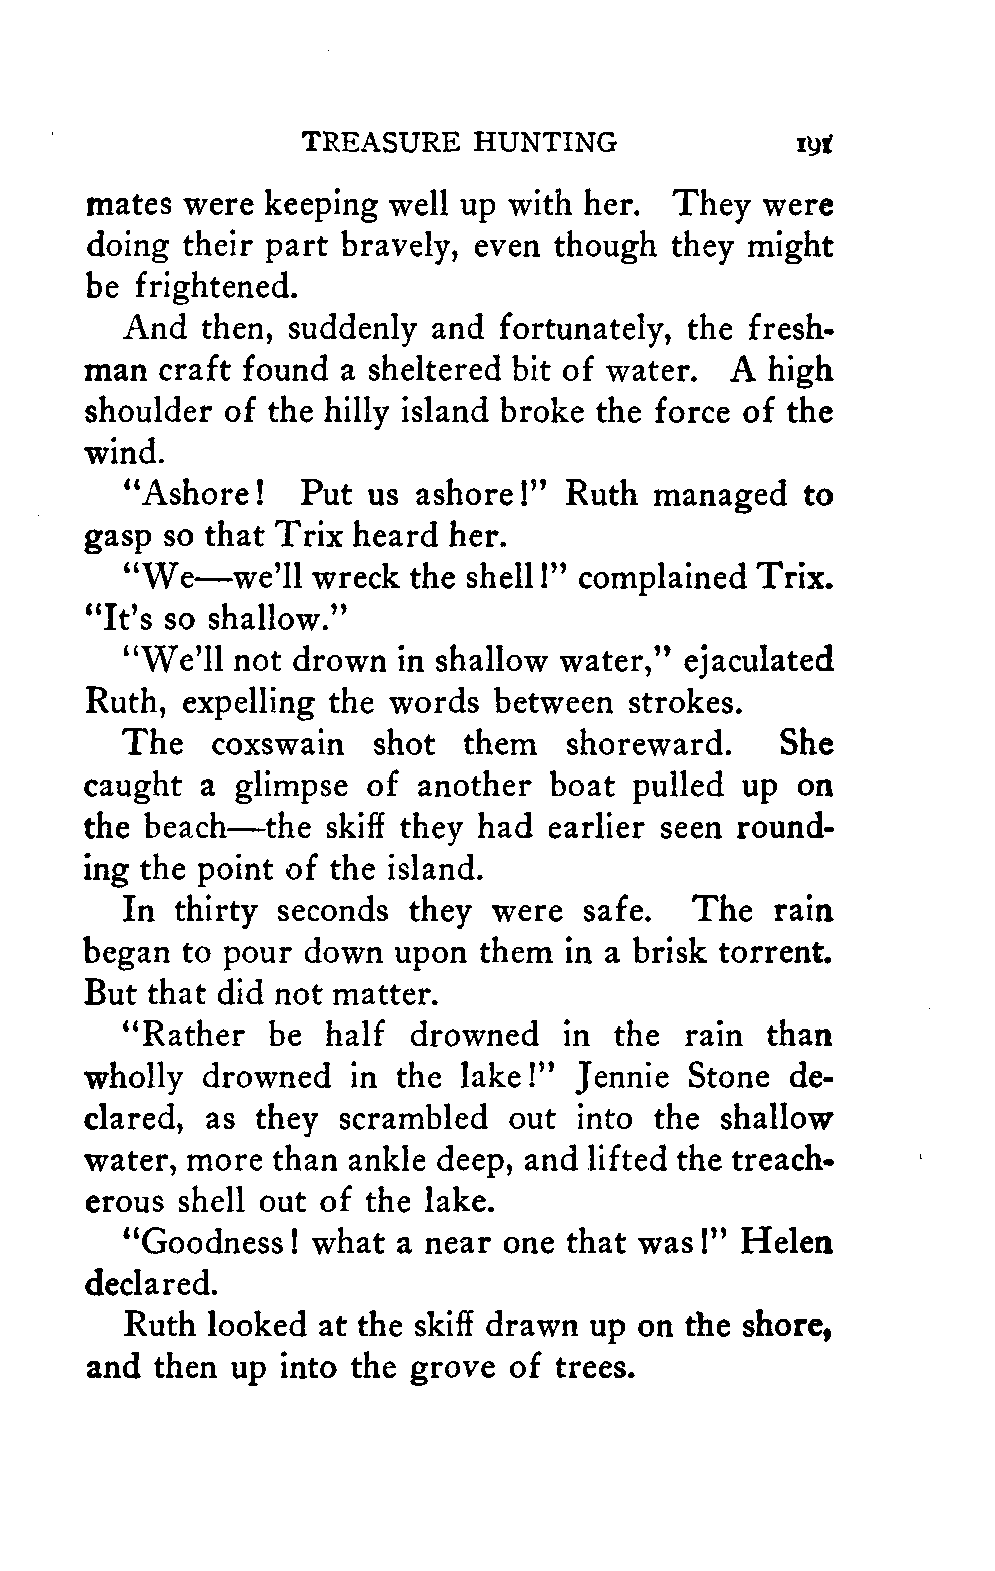 TREASURE HUNTING 191
mates were keeping well up with her. They were
doing their part bravely, even though they might
be frightened.
And then, suddenly and fortunately, the fresh-
man craft found a sheltered bit of water. A high
shoulder of the hilly island broke the force of the
wind.
"Ashore! Put us ashore!" Ruth managed to
gasp so that Trix heard her.
"We—we'll wreck the shell!" complained Trix.
"It's so shallow."
"We'll not drown in shallow water," ejaculated
Ruth, expelling the words between strokes.
The coxswain shot them shoreward. She
caught a glimpse of another boat pulled up on
the beach—the skiff they had earlier seen round-
ing the point of the island.
In thirty seconds they were safe. The rain
began to pour down upon them in a brisk torrent.
But that did not matter.
"Rather be half drowned in the rain than
wholly drowned in the lake!" Jennie Stone de-
clared, as they scrambled out into the shallow
water, more than ankle deep, and lifted the treach-
erous shell out of the lake.
"Goodness! what a near one that was!" Helen
declared.
Ruth looked at the skiff drawn up on the shore,
and then up into the grove of trees.